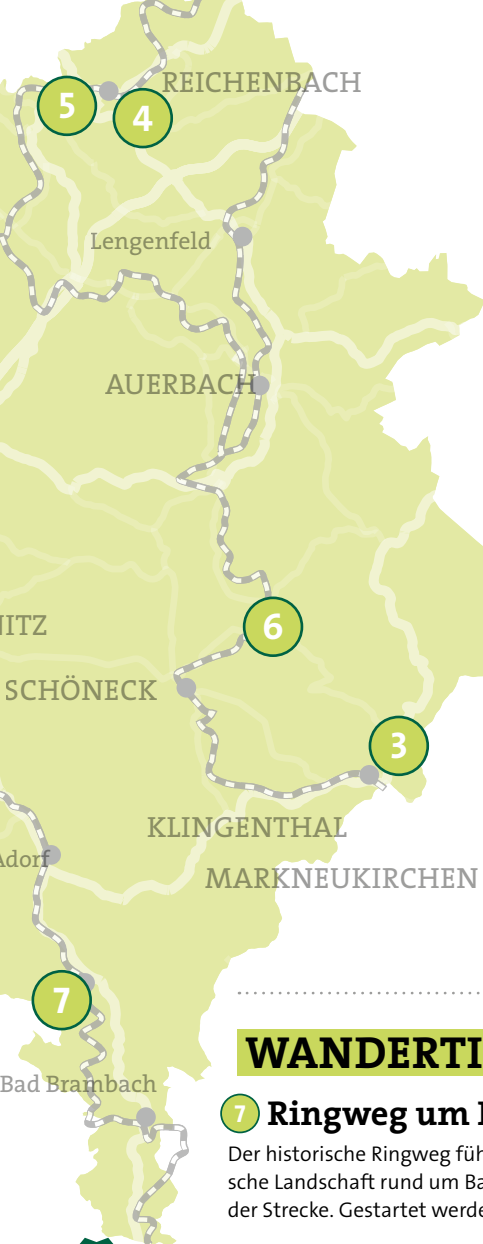 REICHENBACH
5
4
Lengenfeld
AUERBACH
6
ITZ
SCHÖNECK
3
KLINGENTHAL
Adorf
MARKNEUKIRCHEN
7
WANDERTI
Bad Brambach
7 Ringweg um
Der historische Ringweg füh
sche Landschaft rund um Ba
der Strecke. Gestartet werde